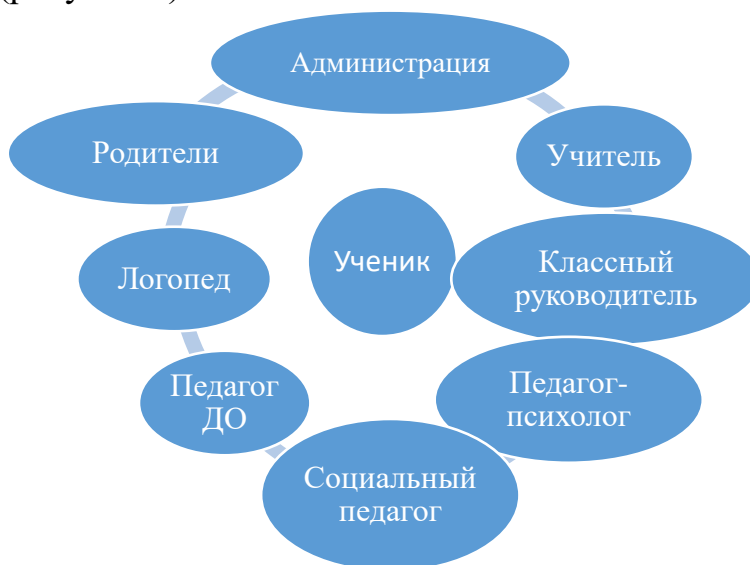 Администрация
Родители
Учитель
Ученик
Логопед
Классный
руководитель
Педагог
ДО
Педагог-
психолог
Социальный
педагог